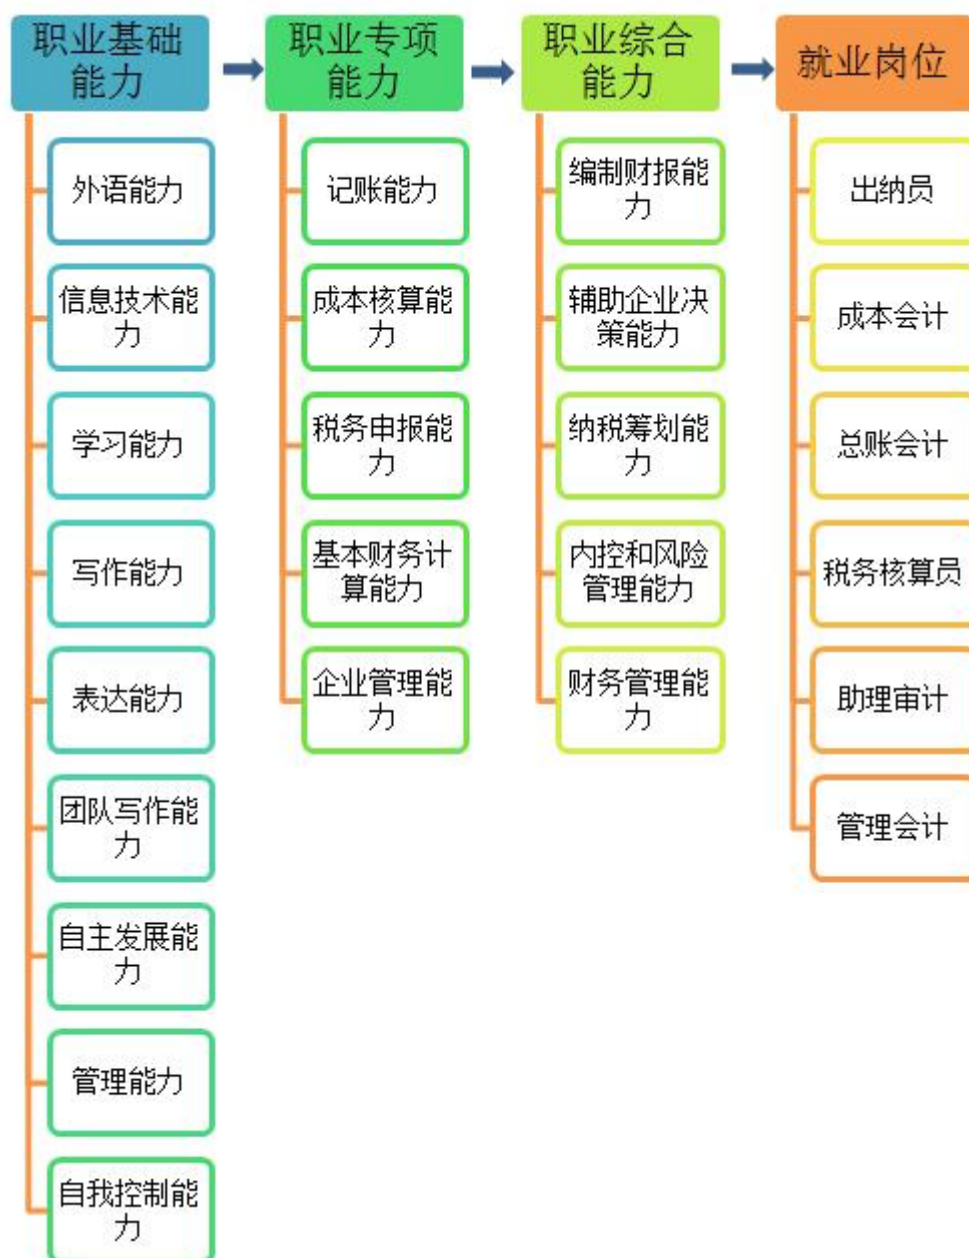 职业基础
能力
外语能力
信息技术能
力
学习能力
写作能力
表达能力
团队写作能
力
自主发展能
力
管理能力
自我控制能
力
职业专项
能力
记账能力
成本核算能
力
税务申报能
力
基本财务计
算能力
企业管理能
力
职业综合
能力
编制财报能
力
辅助企业决
策能力
纳税筹划能
力
内控和风险
管理能力
财务管理能
力
就业岗位
出纳员
成本会计
总账会计
税务核算员
助理审计
管理会计